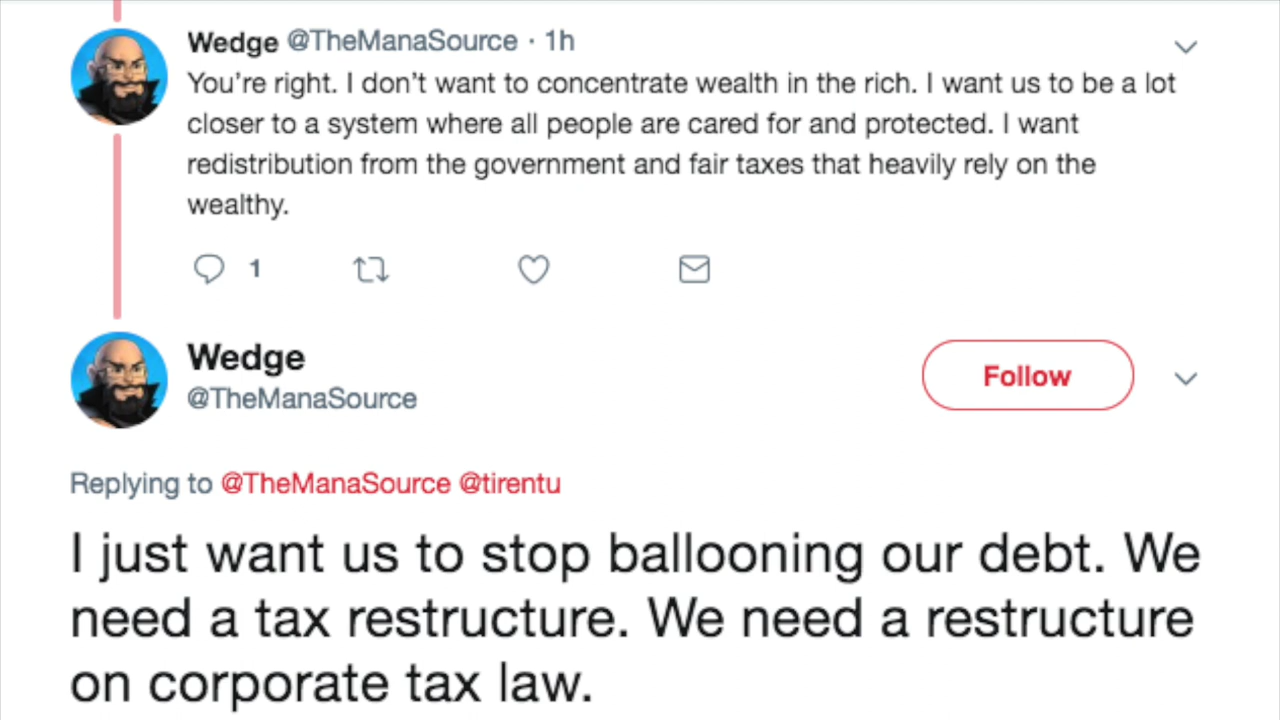 Wedge @TheManaSource · 1h
You're right. I don't want to concentrate wealth in the rich. I want us to be a lot
closer to a system where all people are cared for and protected. I want
redistribution from the government and fair taxes that heavily rely on the
wealthy.
1
Wedge
@TheManaSource
Follow
Replying to @TheManaSource @tirentu
I just want us to stop ballooning our debt. We
need a tax restructure. We need a restructure
on corporate tax law.